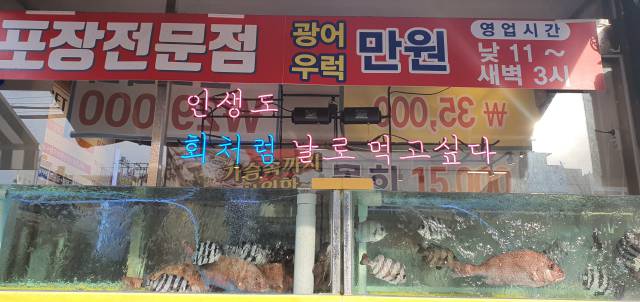 포장전문점 광어 우럭 만원
영업시간
낮 11 ~
새벽 3시
인생도
회처럼 날로먹고싶다
₩ 35,000
15,000